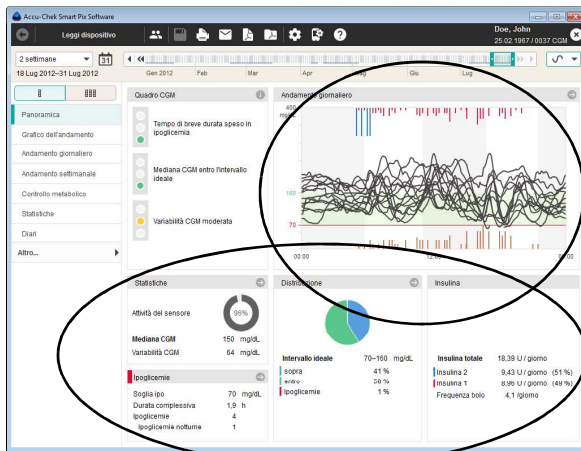 Accu-Chek Smart Pix Software
Leggi dispositivo
Doe, John
25.02.1967 / 0037 CGM
2 settimane
31
18 Lug 2012–31 Lug 2012
Gen 2012 Feb Mar Apr Giu Lug
Panoramica
Grafico dell'andamento
Andamento giornaliero
Andamento settimanale
Controllo metabolico
Statistiche
Diari
Altro...
Quadro CGM
Tempo di breve durata speso in
ipoglicemia
Mediana CGM entro l'intervallo
ideale
Variabilità CGM moderata
Andamento giornaliero
400
mg/dL
160
70
00:00
Statistiche
Attività del sensore
96%
Mediana CGM 150 mg/dL
Variabilità CGM 64 mg/dL
Ipoglicemie
Soglia ipo 70 mg/dL
Durata complessiva 1,9 h
Ipoglicemie 4
Ipoglicemie notturne 1
Distribuzione
Intervallo ideale 70–160 mg/dL
sopra 41 %
entro
Ipoglicemie 1 %
Insulina
Insulina totale 18,39 U / giorno
Insulina 2 9,43 U / giorno (51 %)
Insulina 1 8,96 U / giorno (49 %)
Frequenza bolo 4,1 /giorno